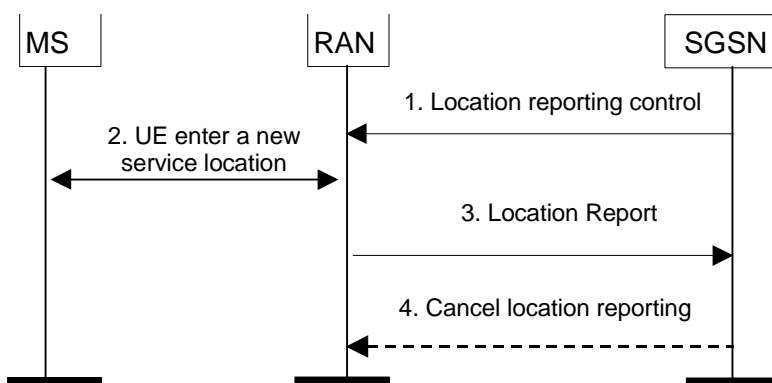 MS
RAN
SGSN
1. Location reporting control
2. UE enter a new
service location
3. Location Report
4. Cancel location reporting